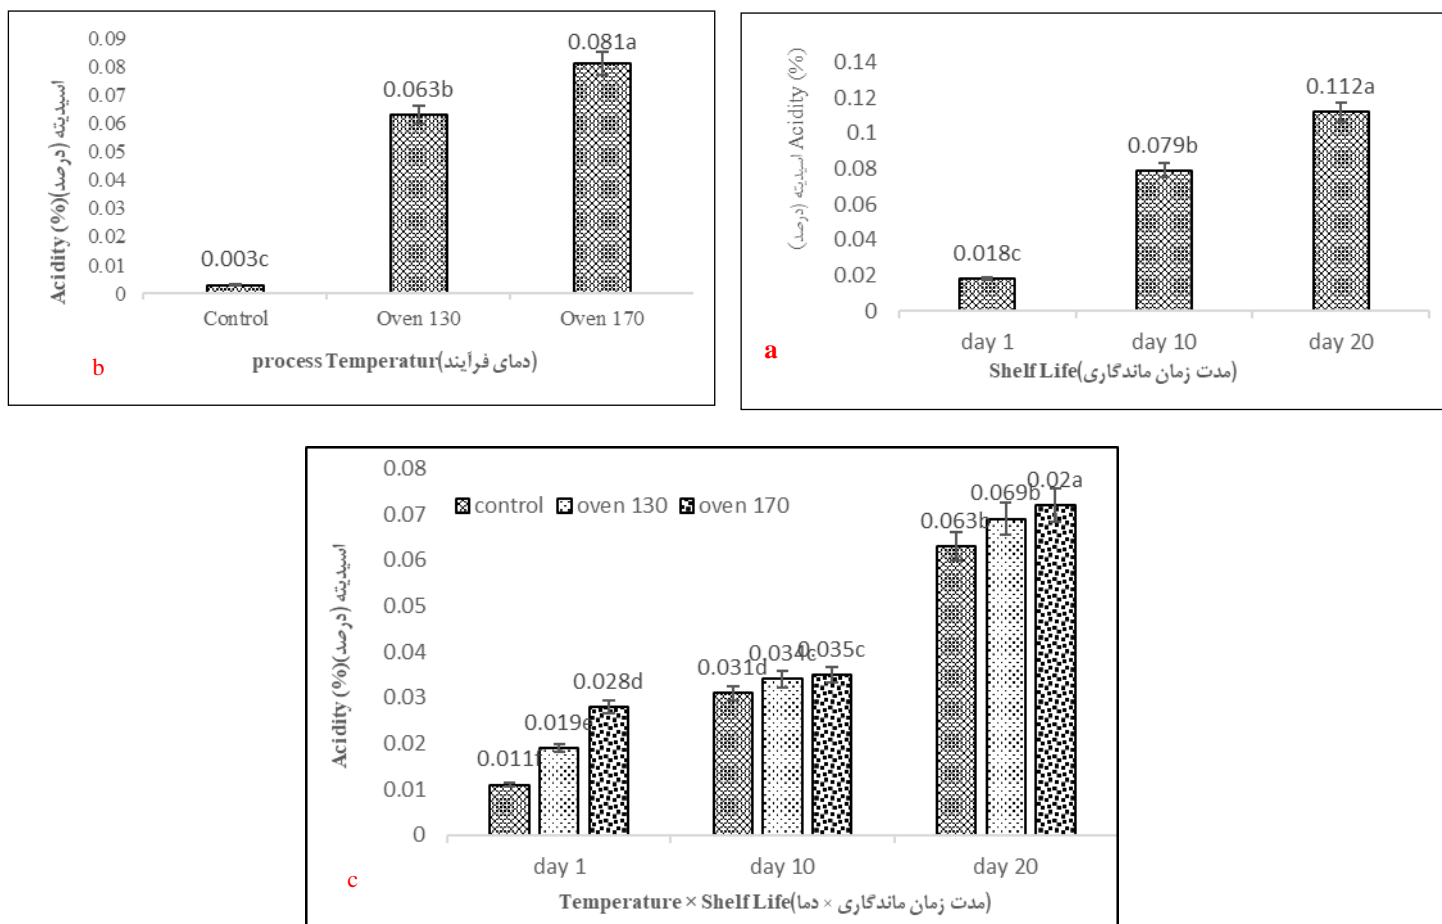 0.09
0.08
0.07
0.06
0.05
0.04
0.03
0.02
0.01
0
Acidity (%)(اسیدیته (درصد
0.003c
0.063b
0.081a
Control
Oven 130
Oven 170
process Temperatur(دمای فرآیند)
b
0.14
0.12
0.1
0.08
0.06
0.04
0.02
0
اسیدیته (درصد) Acidity (%)
0.018c
0.079b
0.112a
day 1
day 10
day 20
Shelf Life(مدت زمان ماندگاری)
a
0.08
0.07
0.06
0.05
0.04
0.03
0.02
0.01
0
Acidity (%)(اسیدیته (درصد
control
oven 130
oven 170
0.011f
0.019e
0.028d
0.031d
0.034c
0.035c
0.063b
0.069b
0.02a
day 1
day 10
day 20
Temperature × Shelf Life(مدت زمان ماندگاری × دما)
c